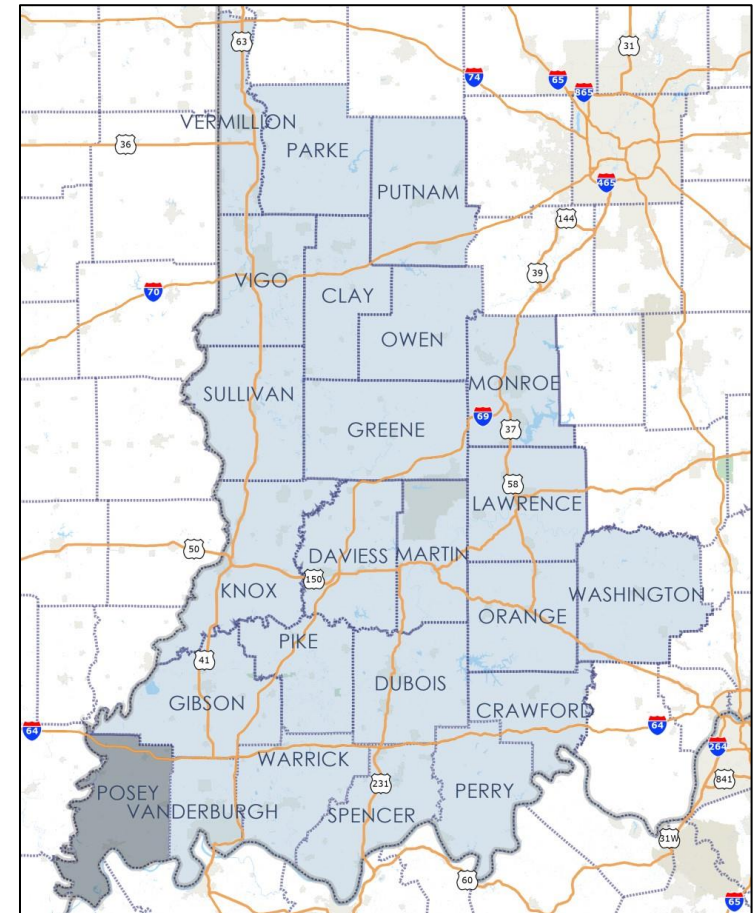 63
31
74
65
865
VERMILLION
36
PARKE
PUTNAM
465
144
39
VIGO
70
CLAY
OWEN
SULLIVAN
MONROE
69
GREENE
37
58
LAWRENCE
50
DAVIESS
MARTIN
150
KNOX
WASHINGTON
ORANGE
PIKE
41
DUBOIS
GIBSON
CRAWFORD
64
64
264
WARRICK
841
POSEY
231
PERRY
VANDERBURGH
SPENCER
31W
60
65